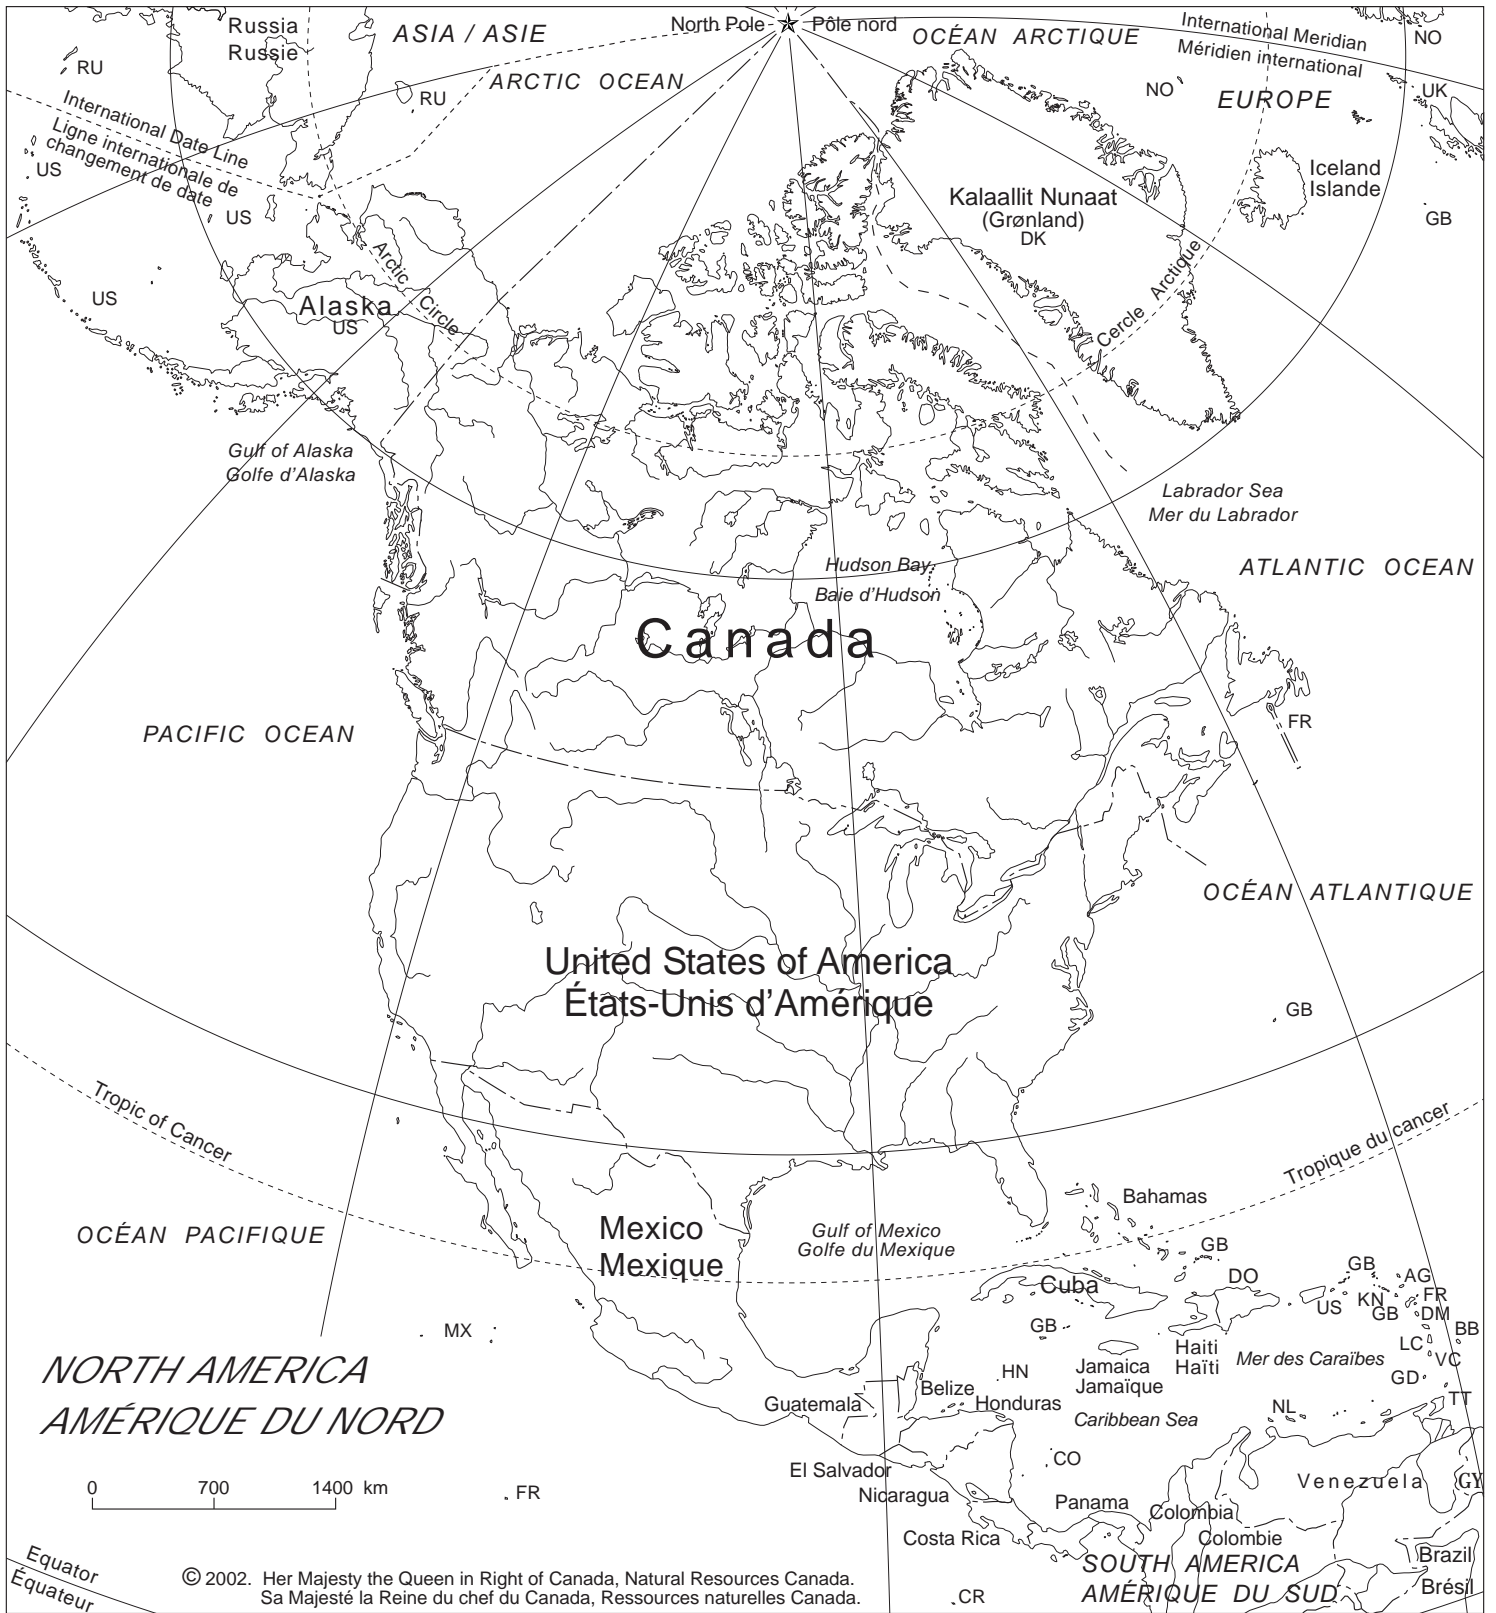 Russia
Russie
ASIA / ASIE
North Pole
Pôle nord
OCÉAN ARCTIQUE
International Meridian
Méridien international
NO
RU
ARCTIC OCEAN
RU
NO
EUROPE
UK
International Date Line
Ligne internationale de
changement de date
US
US
Kalaallit Nunaat
(Grønland)
DK
Iceland
Islande
GB
US
Alaska
US
Arctic Circle
Cercle Arctique
Gulf of Alaska
Golfe d'Alaska
Labrador Sea
Mer du Labrador
Hudson Bay
Baie d'Hudson
ATLANTIC OCEAN
Canada
PACIFIC OCEAN
FR
OCÉAN ATLANTIQUE
United States of America
États-Unis d'Amérique
GB
Tropic of Cancer
Tropique du cancer
OCÉAN PACIFIQUE
Mexico
Mexique
Gulf of Mexico
Golfe du Mexique
Bahamas
GB
Cuba
DO
GB
AG
FR
US
KN
GB
DM
BB
MX
GB
Haiti
Haïti
LC
VC
Mer des Caraïbes
Jamaica
Jamaïque
HN
GD
TT
NORTH AMERICA
AMÉRIQUE DU NORD
Guatemala
Belize
Honduras
Caribbean Sea
NL
El Salvador
Nicaragua
CO
Venezuela
GY
0 700 1400 km
FR
Panama
Colombia
Colombie
Costa Rica
SOUTH AMERICA
AMÉRIQUE DU SUD
Brazil
Brésil
Equator
Équateur
© 2002. Her Majesty the Queen in Right of Canada, Natural Resources Canada.
Sa Majesté la Reine du chef du Canada, Ressources naturelles Canada.
CR